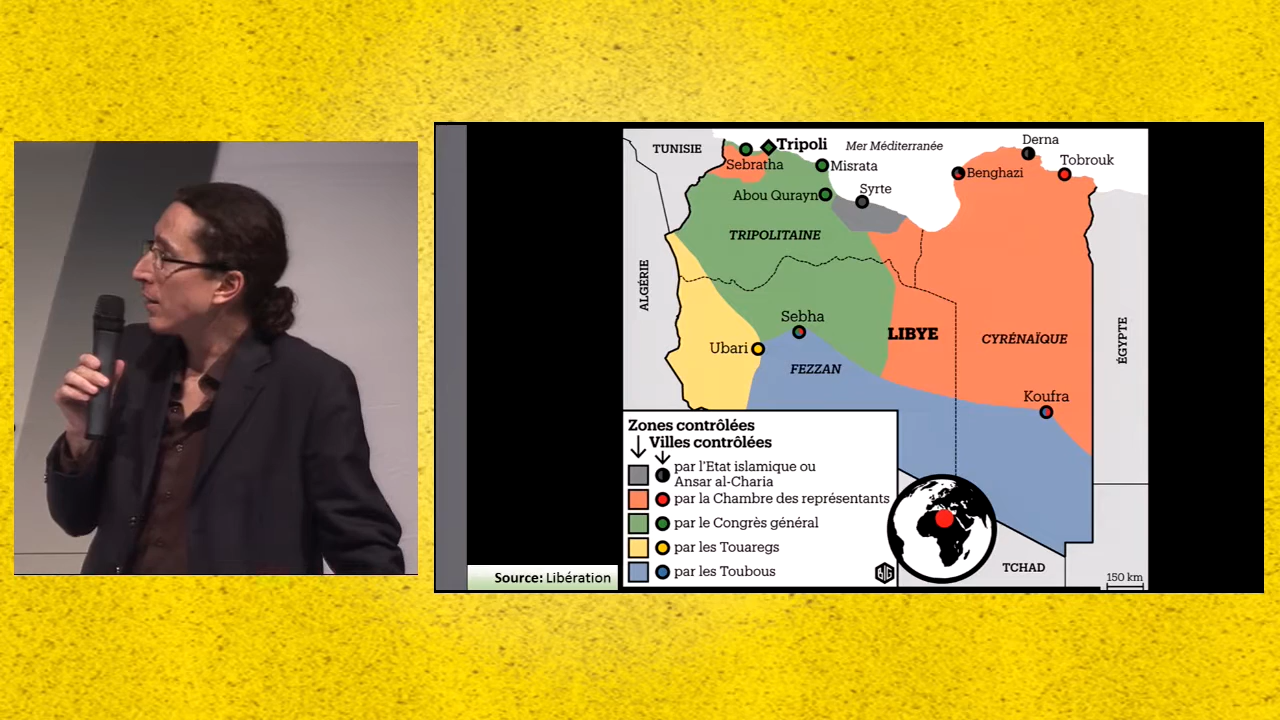 TUNISIE
Tripoli
Mer Méditerranée
Derna
Sebratha
Misrata
Benghazi
Tobrouk
Abou Qurayn
Syrte
TRIPOLITAINE
ALGÉRIE
Sebha
LIBYE
CYRÉNAÏQUE
ÉGYPTE
Ubari
FEZZAN
Koufra
Zones contrôlées
Villes contrôlées
par l'Etat islamique ou
Ansar al-Charia
par la Chambre des représentants
par le Congrès général
par les Touaregs
par les Toubous
TCHAD
150 km
Source: Libération